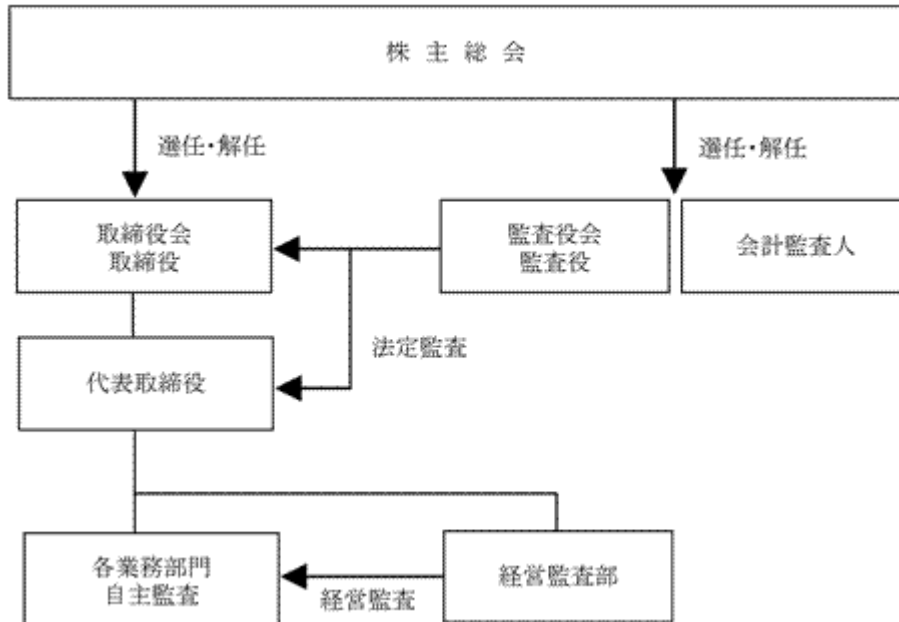 株主総会
選任・解任
選任・解任
取締役会
取締役
監査役会
監査役
会計監査人
法定監査
代表取締役
各業務部門
自主監査
経営監査
経営監査部